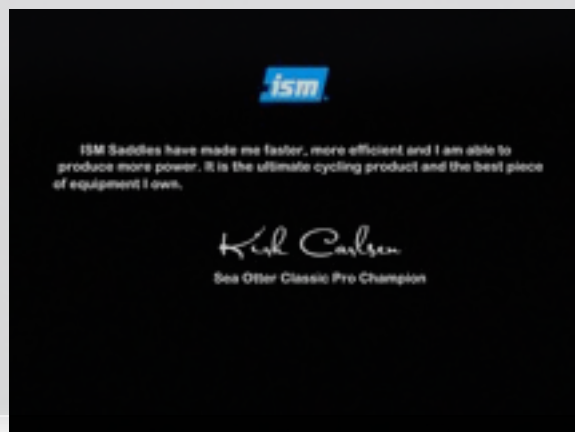 ism
ISM Saddles have made me faster, more efficient and I am able to
produce more power. It is the ultimate cycling product and the best piece
of equipment I own.
Kirk Carlsen
Sea Otter Classic Pro Champion